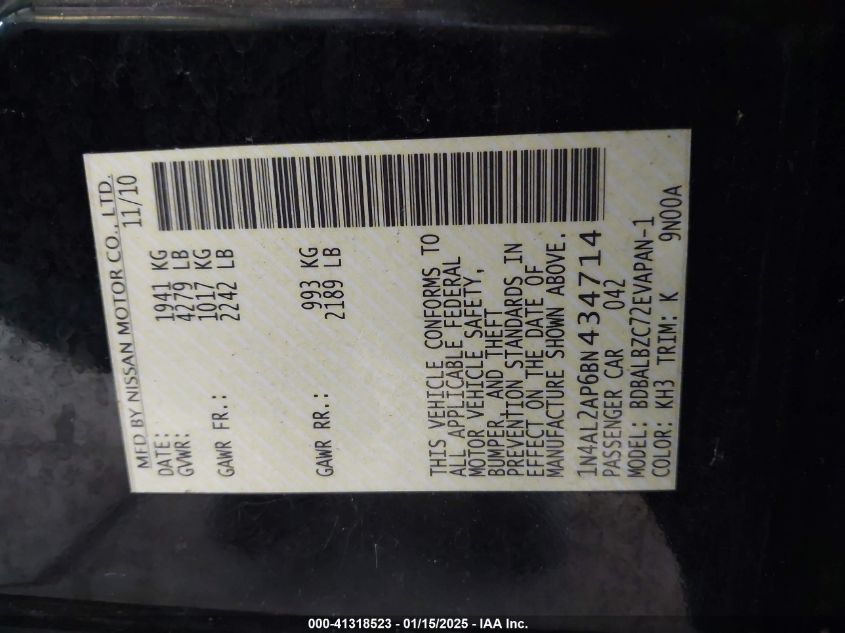 MFD BY NISSAN MOTOR CO., LTD.
DATE: 11/10
GVWR: 1941 KG
4279 LB
GAWR FR.: 1017 KG
2242 LB
GAWR RR.: 993 KG
2189 LB
THIS VEHICLE CONFORMS TO
ALL APPLICABLE FEDERAL
MOTOR VEHICLE SAFETY,
BUMPER, AND THEFT
PREVENTION STANDARDS IN
EFFECT ON THE DATE OF
MANUFACTURE SHOWN ABOVE.
1N4AL2AP6BN434714
PASSENGER CAR 042
MODEL: BDBALBZC72EVAPAN-1
COLOR: KH3 TRIM: K 9N00A
000-41318523 - 01/15/2025 - IAA Inc.